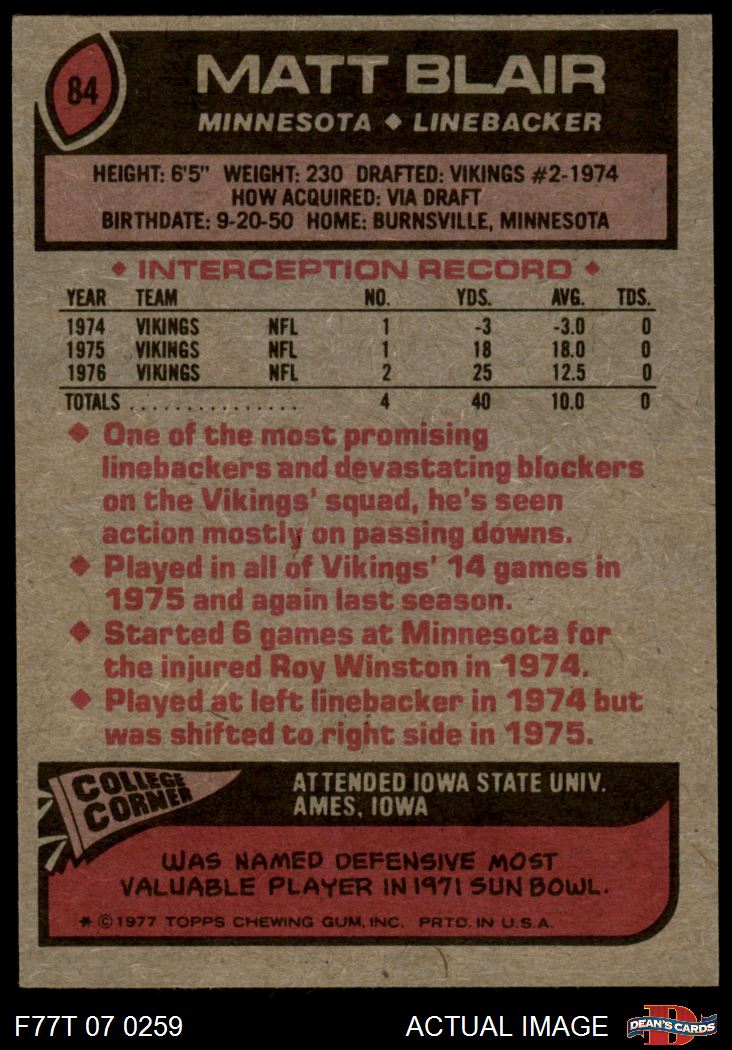 84
MATT BLAIR
MINNESOTA ◆ LINEBACKER
HEIGHT: 6'5" WEIGHT: 230 DRAFTED: VIKINGS #2-1974
HOW ACQUIRED: VIA DRAFT
BIRTHDATE: 9-20-50 HOME: BURNSVILLE, MINNESOTA
◆ INTERCEPTION RECORD ◆
YEAR TEAM NO. YDS. AVG. TDS.
1974 VIKINGS NFL 1 -3 -3.0 0
1975 VIKINGS NFL 1 18 18.0 0
1976 VIKINGS NFL 2 25 12.5 0
TOTALS ................ 4 40 10.0 0
◆ One of the most promising
linebackers and devastating blockers
on the Vikings' squad, he's seen
action mostly on passing downs.
◆ Played in all of Vikings' 14 games in
1975 and again last season.
◆ Started 6 games at Minnesota for
the injured Roy Winston in 1974.
◆ Played at left linebacker in 1974 but
was shifted to right side in 1975.
COLLEGE
CORNER
ATTENDED IOWA STATE UNIV.
AMES, IOWA
WAS NAMED DEFENSIVE MOST
VALUABLE PLAYER IN 1971 SUN BOWL.
* © 1977 TOPPS CHEWING GUM, INC. PRTD. IN U.S.A.
F77T 07 0259
ACTUAL IMAGE
D
DEAN'S CARDS